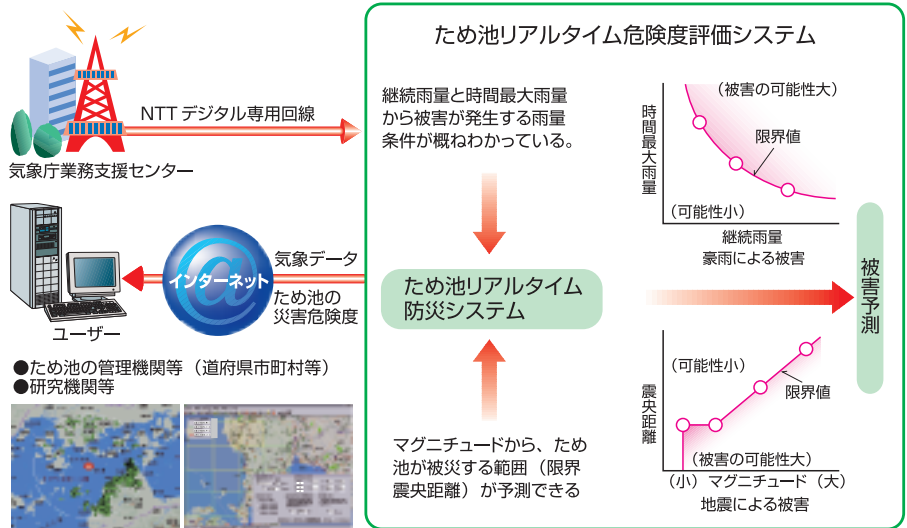 ため池リアルタイム危険度評価システム
NTTデジタル専用回線
気象庁業務支援センター
継続雨量と時間最大雨量
から被害が発生する雨量
条件が概ねわかっている。
時間最大雨量
（被害の可能性大）
限界値
（可能性小）
継続雨量
豪雨による被害
インターネット
気象データ
ため池の
災害危険度
ユーザー
●ため池の管理機関等（道府県市町村等）
●研究機関等
ため池リアルタイム
防災システム
被害予測
マグニチュードから、ため
池が被災する範囲（限界
震央距離）が予測できる
震央距離
（可能性小）
限界値
（被害の可能性大）
（小）マグニチュード（大）
地震による被害